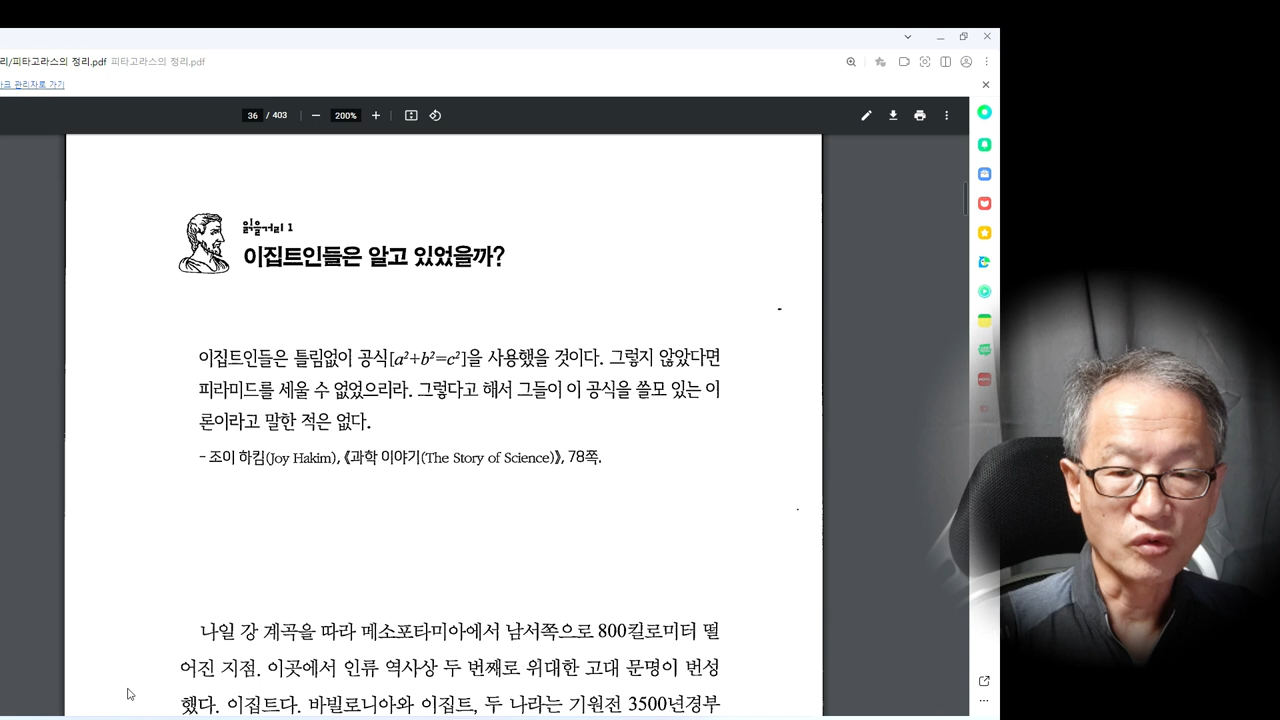 리/피타고라스의 정리.pdf 피타고라스의 정리.pdf
마크 관리자로 가기
36 / 403
200%
읽을거리 1
이집트인들은 알고 있었을까?
이집트인들은 틀림없이 공식[a²+b²=c²]을 사용했을 것이다. 그렇지 않았다면
피라미드를 세울 수 없었으리라. 그렇다고 해서 그들이 이 공식을 쓸모 있는 이
론이라고 말한 적은 없다.
– 조이 하킴(Joy Hakim), 《과학 이야기(The Story of Science)》, 78쪽.
나일 강 계곡을 따라 메소포타미아에서 남서쪽으로 800킬로미터 떨
어진 지점. 이곳에서 인류 역사상 두 번째로 위대한 고대 문명이 번성
했다. 이집트다. 바빌로니아와 이집트, 두 나라는 기원전 3500년경부